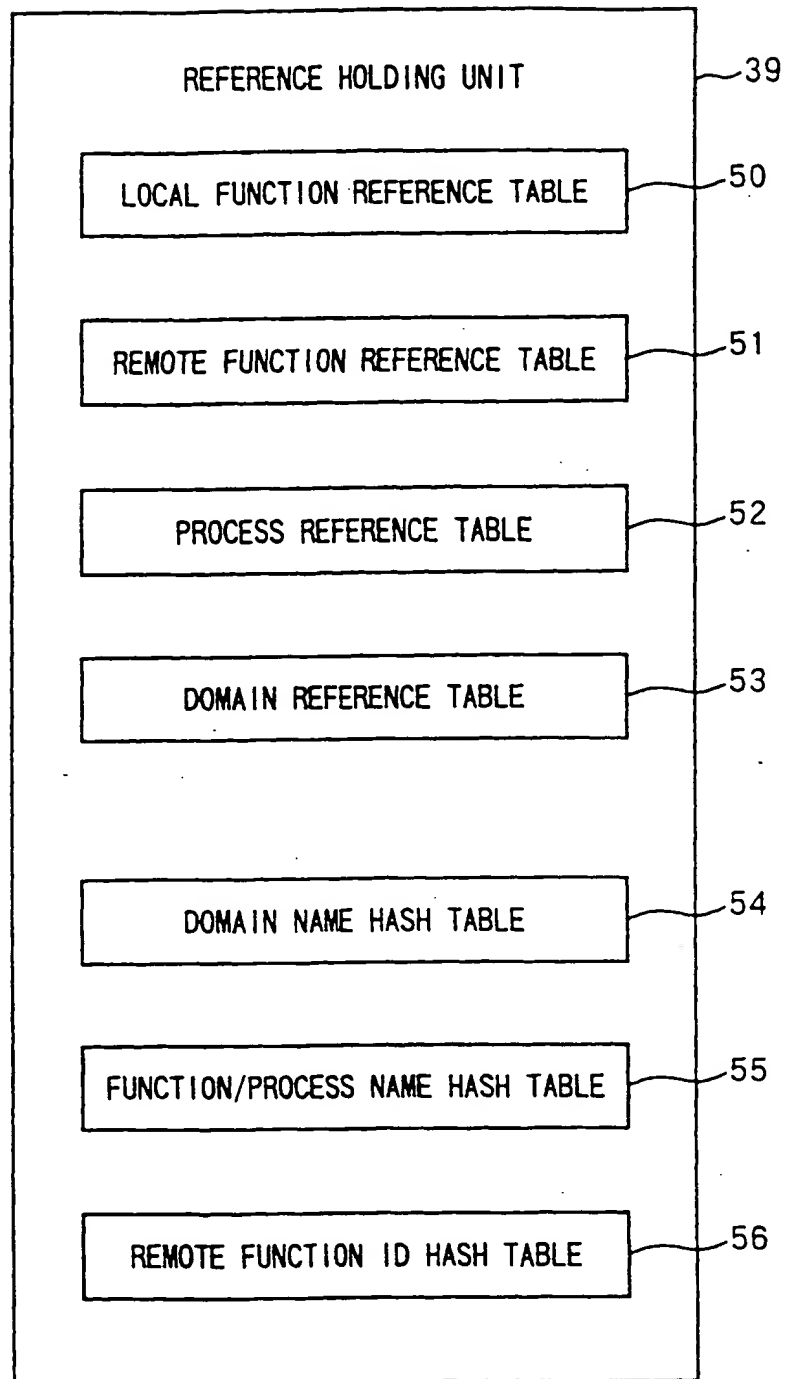 REFERENCE HOLDING UNIT 39
LOCAL FUNCTION REFERENCE TABLE 50
REMOTE FUNCTION REFERENCE TABLE 51
PROCESS REFERENCE TABLE 52
DOMAIN REFERENCE TABLE 53
DOMAIN NAME HASH TABLE 54
FUNCTION/PROCESS NAME HASH TABLE 55
REMOTE FUNCTION ID HASH TABLE 56